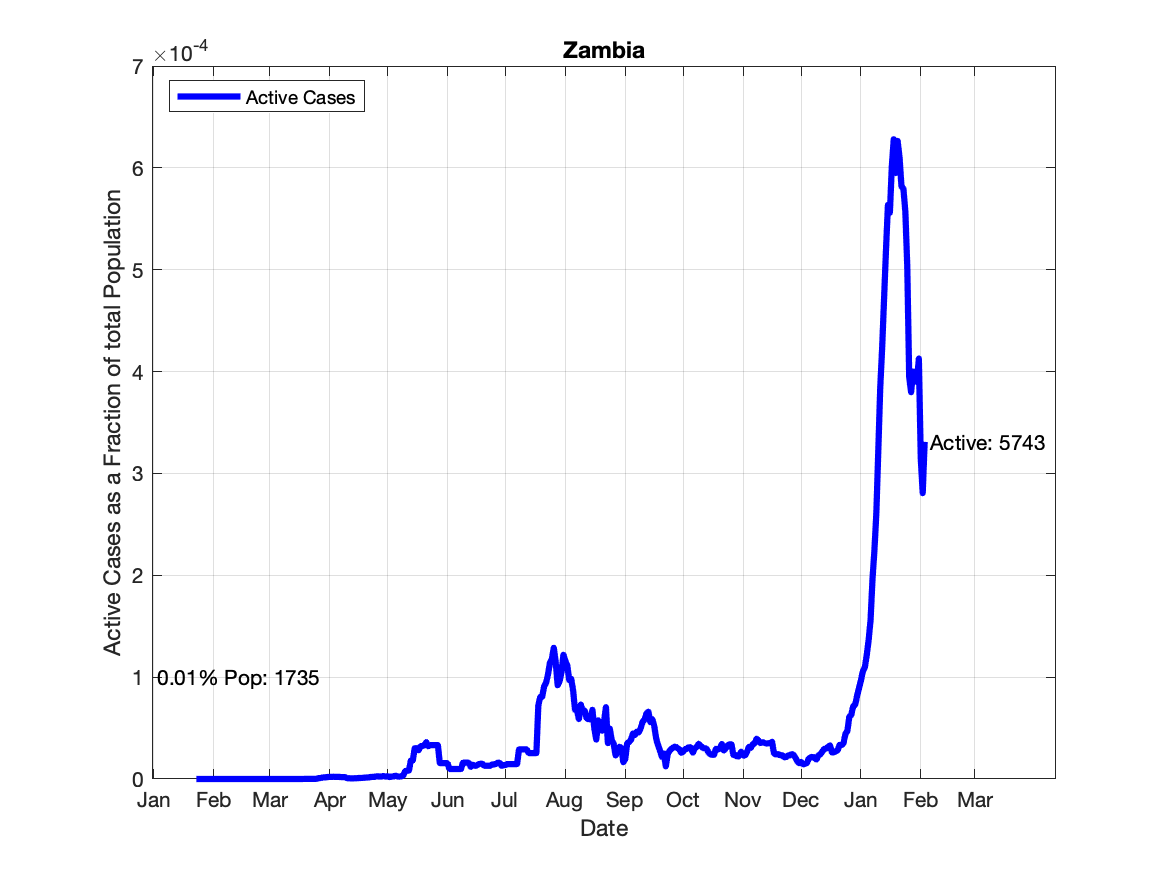 Zambia
×10-4
7
Active Cases
6
5
4
Active: 5743
3
2
1
0.01% Pop: 1735
0
Active Cases as a Fraction of total Population
Jan Feb Mar Apr May Jun Jul Aug Sep Oct Nov Dec Jan Feb Mar
Date